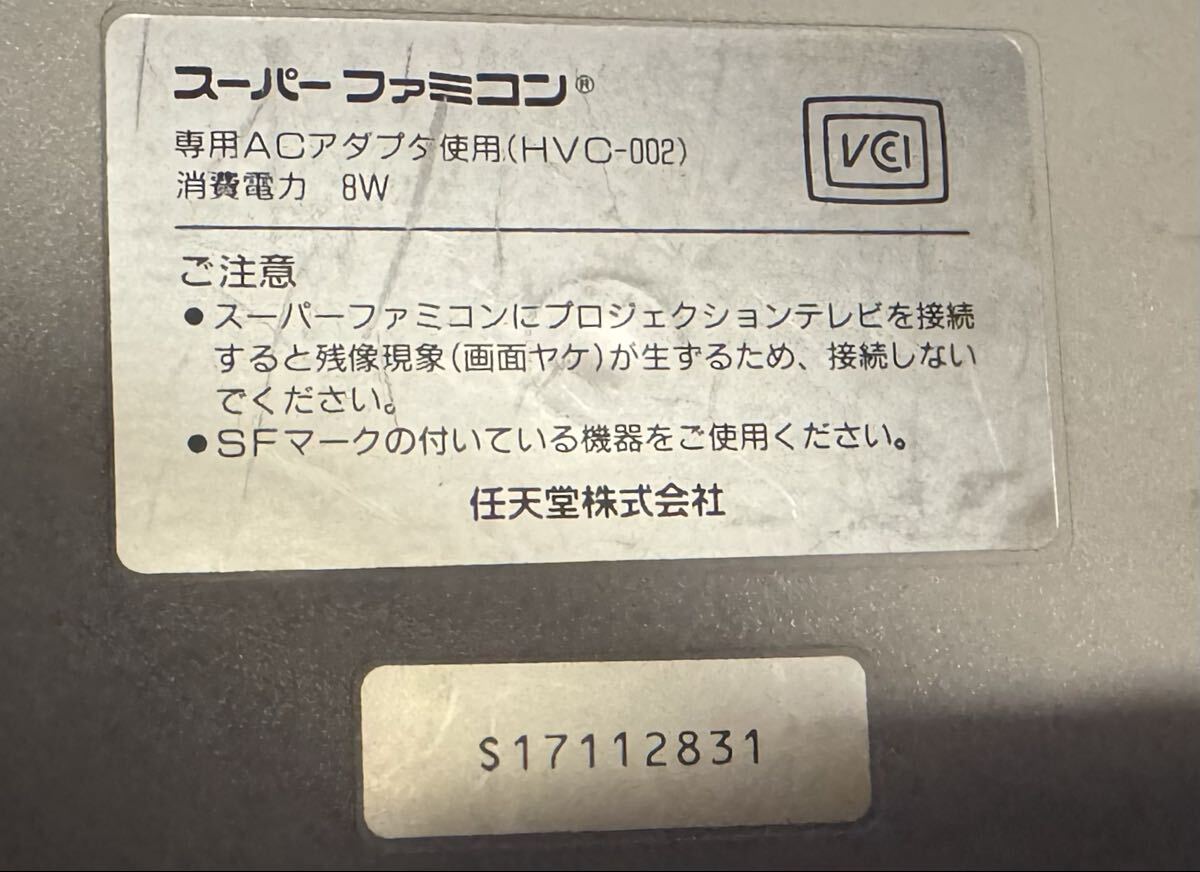 スーパーファミコン®
専用ACアダプタ使用(HVC-002)
消費電力 8W
VCCI
ご注意
●スーパーファミコンにプロジェクションテレビを接続
すると残像現象(画面ヤケ)が生ずるため、接続しない
でください。
●SFマークの付いている機器をご使用ください。
任天堂株式会社
S17112831